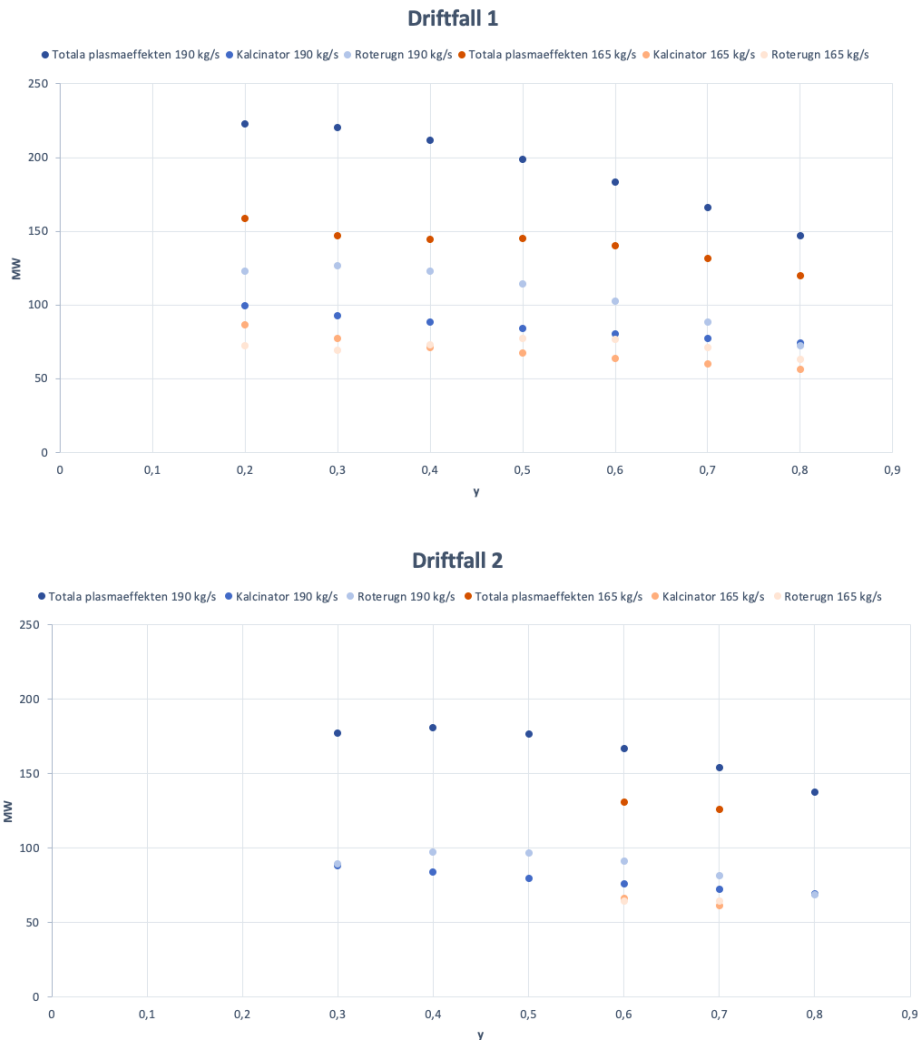 Driftfall 1
Totala plasmaeffekten 190 kg/s Kalcinator 190 kg/s Roterugn 190 kg/s Totala plasmaeffekten 165 kg/s Kalcinator 165 kg/s Roterugn 165 kg/s
250
200
150
MW
100
50
0
0 0,1 0,2 0,3 0,4 0,5 0,6 0,7 0,8 0,9
y
Driftfall 2
Totala plasmaeffekten 190 kg/s Kalcinator 190 kg/s Roterugn 190 kg/s Totala plasmaeffekten 165 kg/s Kalcinator 165 kg/s Roterugn 165 kg/s
250
200
150
MW
100
50
0
0 0,1 0,2 0,3 0,4 0,5 0,6 0,7 0,8 0,9
y